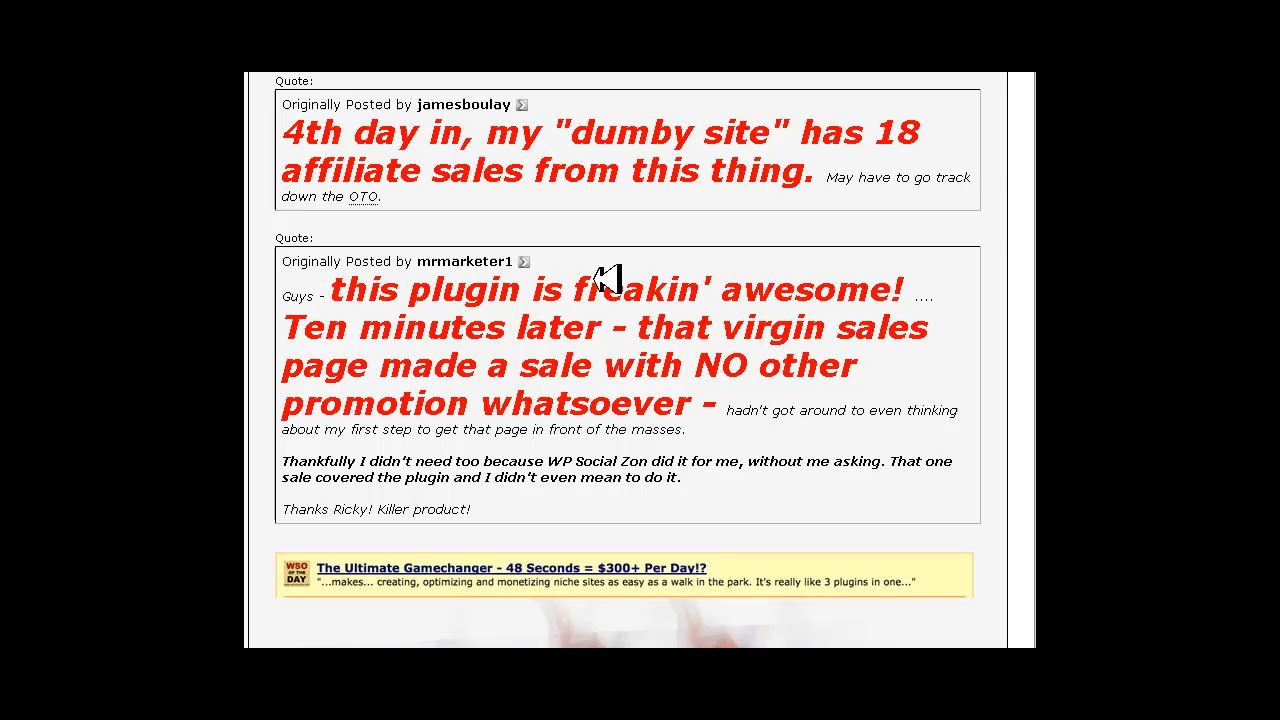 Quote:
Originally Posted by jamesboulay
4th day in, my "dumby site" has 18
affiliate sales from this thing. May have to go track
down the OTO.
Quote:
Originally Posted by mrmarketer1
Guys - this plugin is freakin' awesome! ....
Ten minutes later - that virgin sales
page made a sale with NO other
promotion whatsoever - hadn't got around to even thinking
about my first step to get that page in front of the masses.
Thankfully I didn't need too because WP Social Zon did it for me, without me asking. That one
sale covered the plugin and I didn't even mean to do it.
Thanks Ricky! Killer product!
WSO
OF THE
DAY
The Ultimate Gamechanger - 48 Seconds = $300+ Per Day!?
"...makes... creating, optimizing and monetizing niche sites as easy as a walk in the park. It's really like 3 plugins in one..."